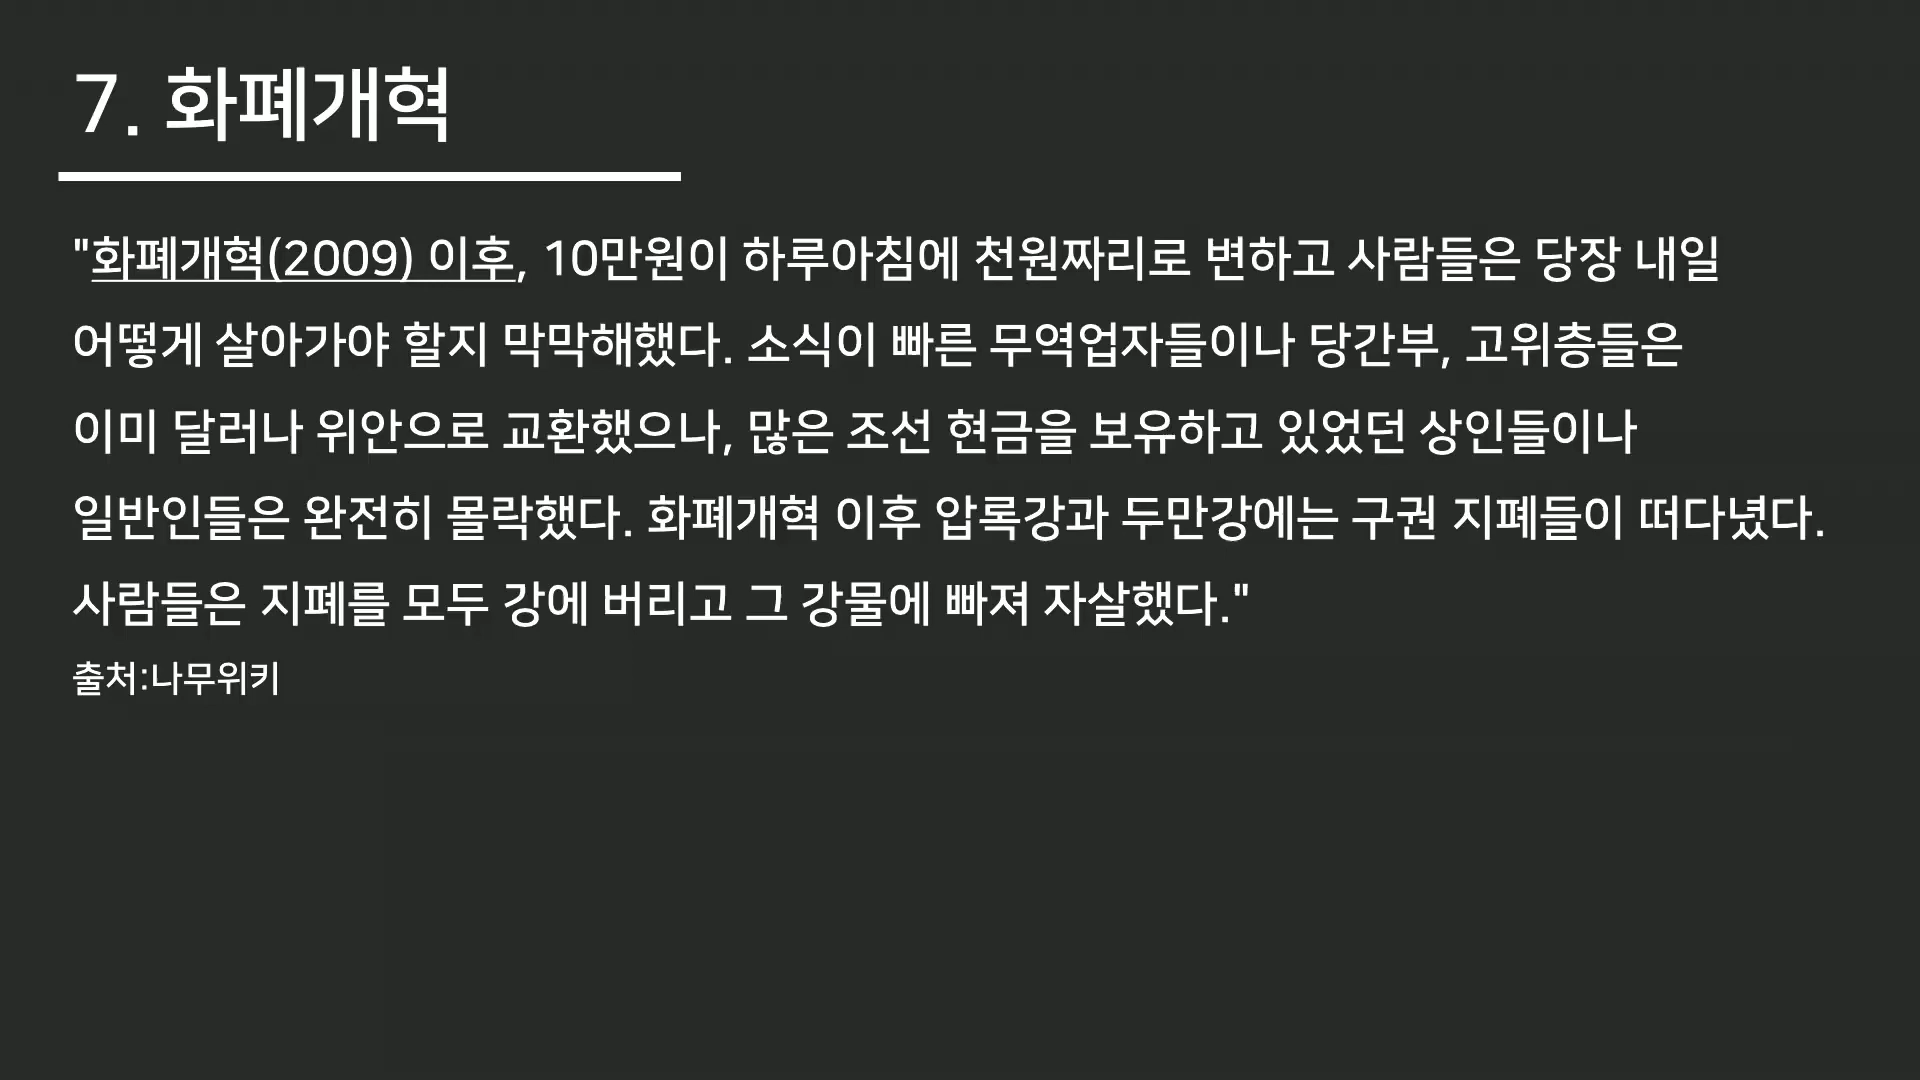 7. 화폐개혁
"화폐개혁(2009) 이후, 10만원이 하루아침에 천원짜리로 변하고 사람들은 당장 내일
어떻게 살아가야 할지 막막해했다. 소식이 빠른 무역업자들이나 당간부, 고위층들은
이미 달러나 위안으로 교환했으나, 많은 조선 현금을 보유하고 있었던 상인들이나
일반인들은 완전히 몰락했다. 화폐개혁 이후 압록강과 두만강에는 구권 지폐들이 떠다녔다.
사람들은 지폐를 모두 강에 버리고 그 강물에 빠져 자살했다."
출처:나무위키